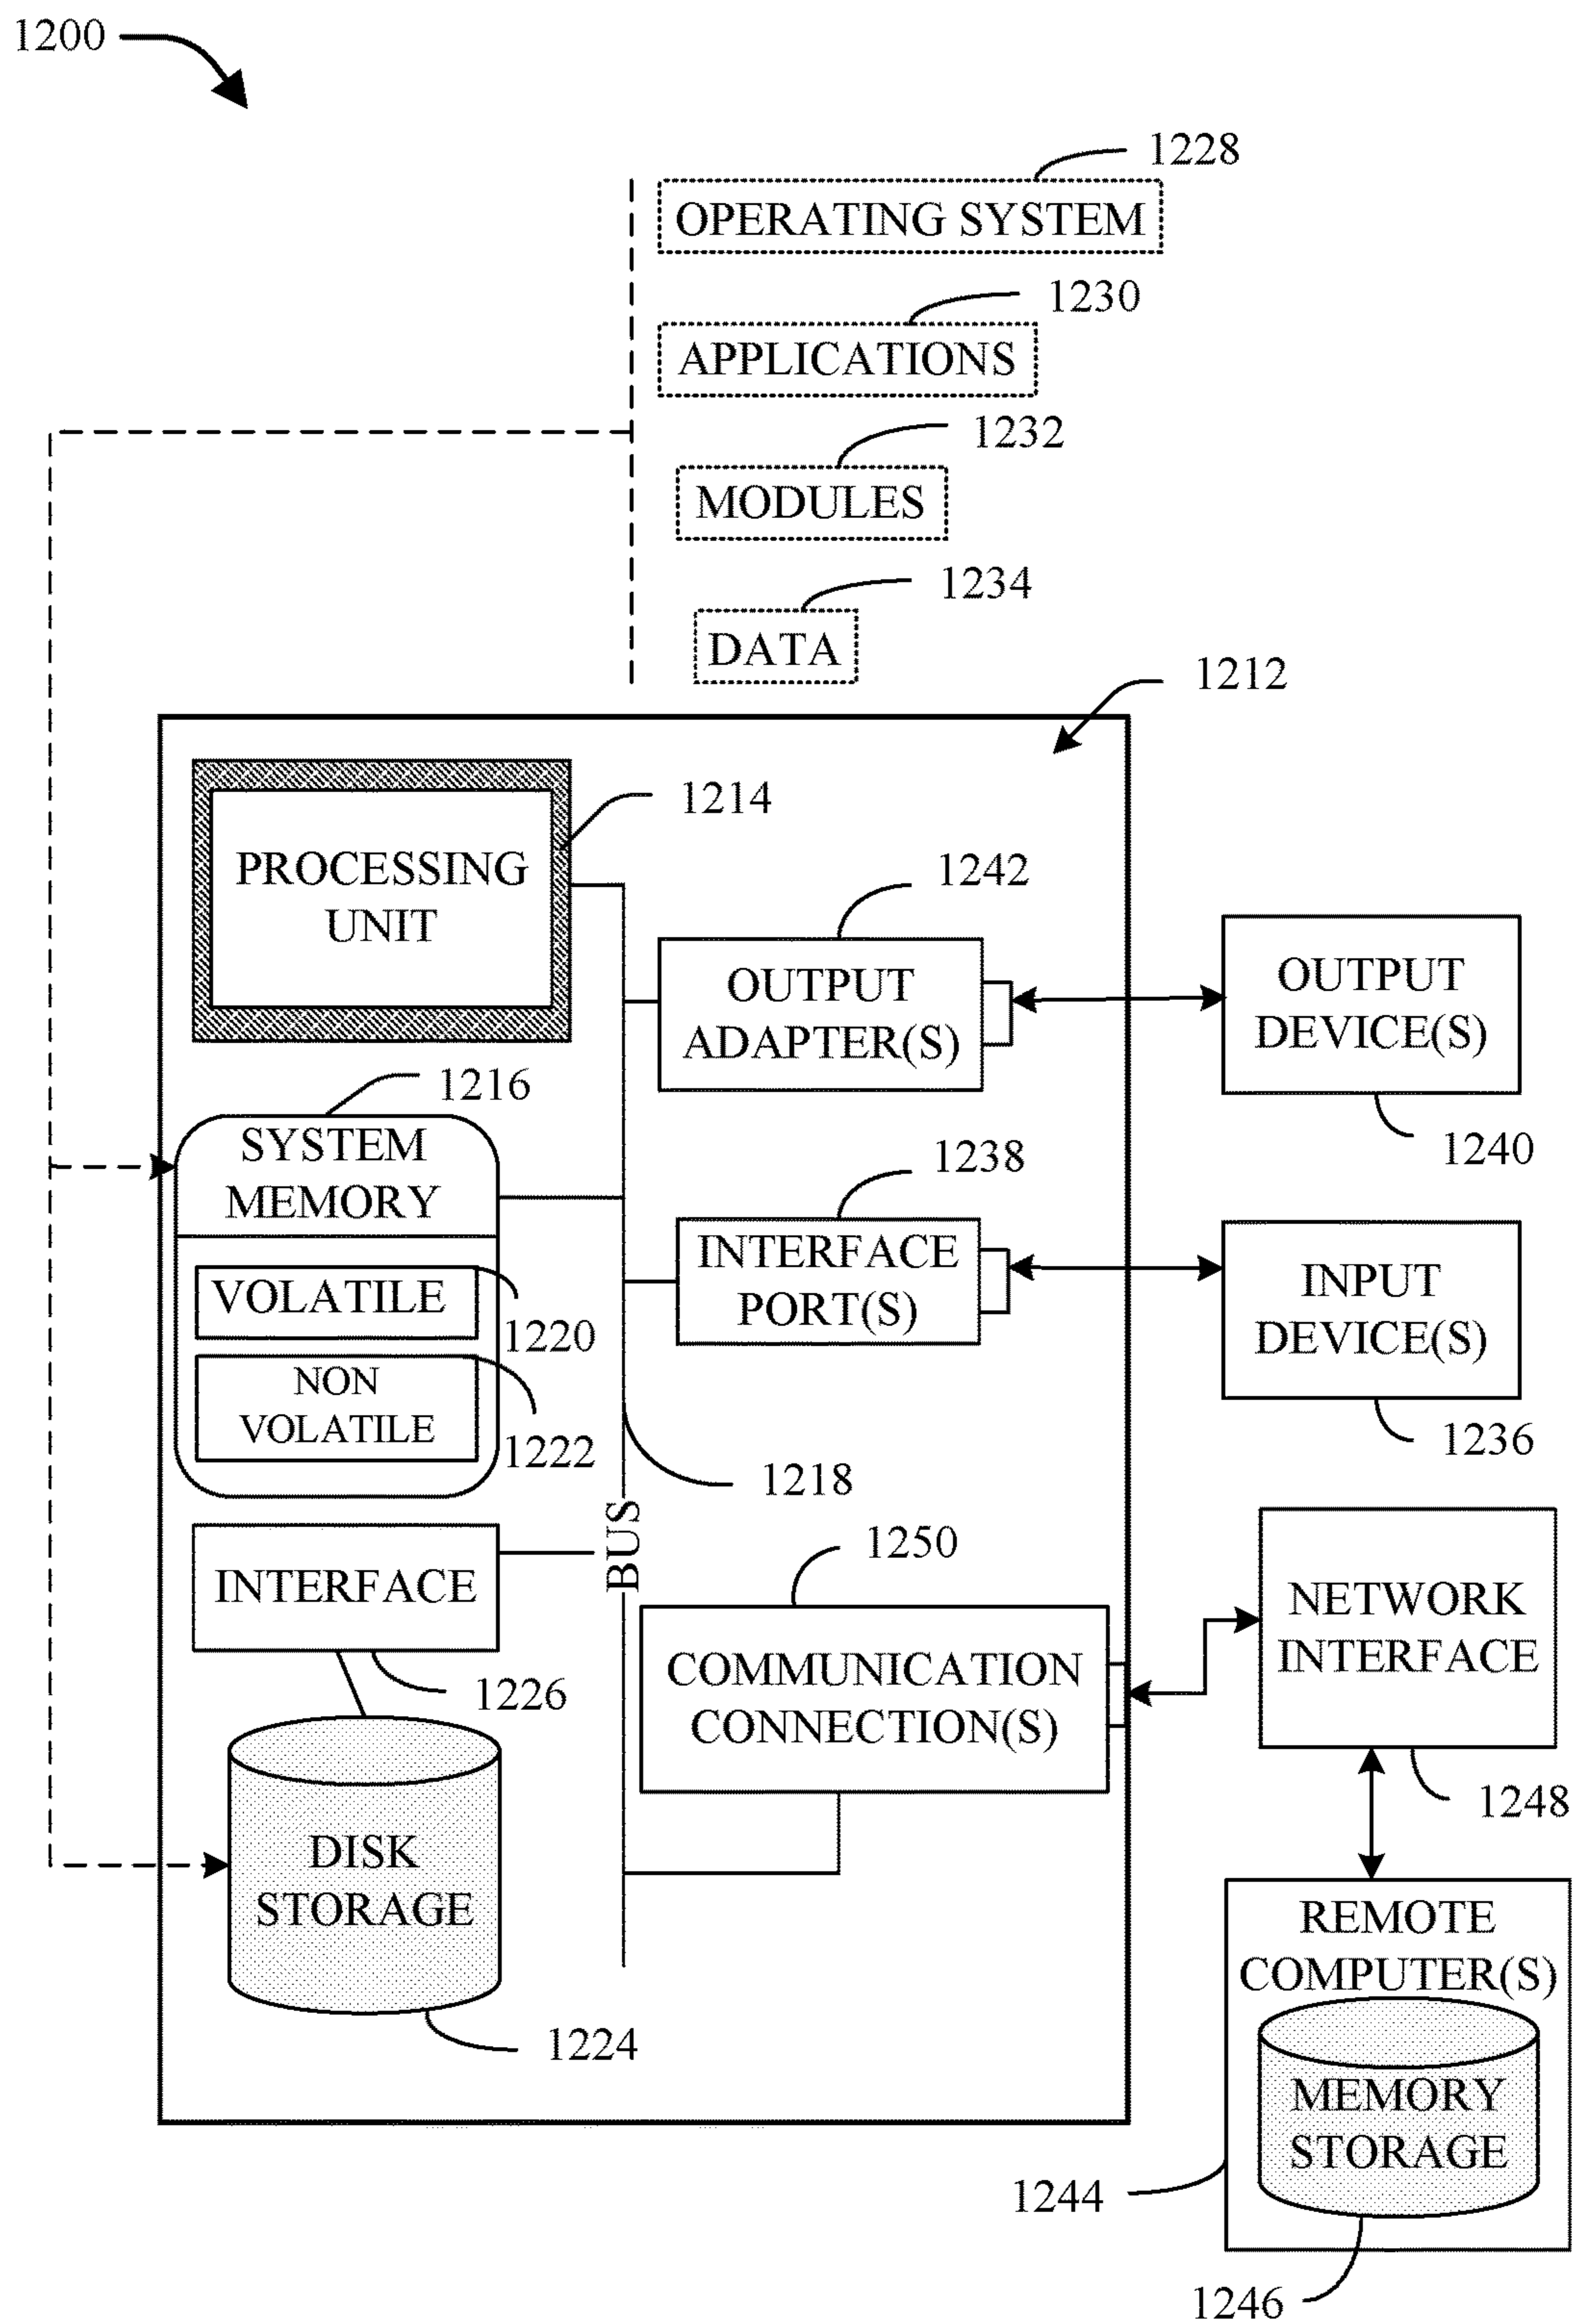 1200
1228
OPERATING SYSTEM
1230
APPLICATIONS
1232
MODULES
1234
DATA
1212
1214
PROCESSING
UNIT
1242
OUTPUT
ADAPTER(S)
OUTPUT
DEVICE(S)
1240
1216
SYSTEM
MEMORY
1238
INTERFACE
PORT(S)
INPUT
DEVICE(S)
1236
VOLATILE
1220
NON
VOLATILE
1222
1218
BUS
INTERFACE
1226
1250
COMMUNICATION
CONNECTION(S)
NETWORK
INTERFACE
1248
DISK
STORAGE
1224
REMOTE
COMPUTER(S)
MEMORY
STORAGE
1244
1246